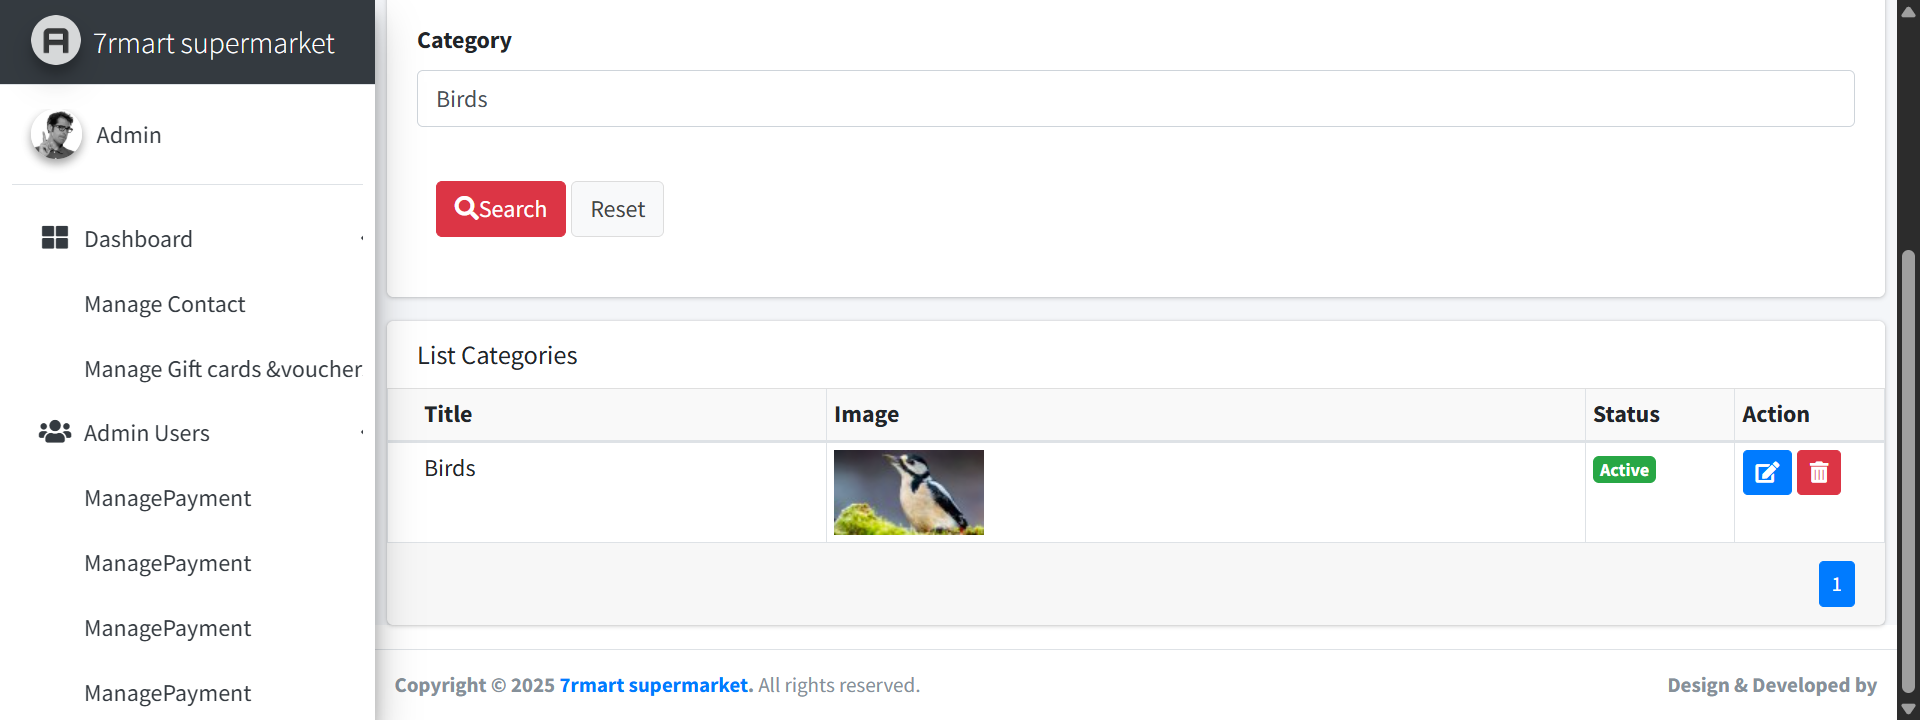 7rmart supermarket
Admin
Dashboard
Manage Contact
Manage Gift cards &voucher
Admin Users
ManagePayment
ManagePayment
ManagePayment
ManagePayment
Category
Birds
Search
Reset
List Categories
Title Image Status Action
Birds Active
1
Copyright © 2025 7rmart supermarket. All rights reserved.
Design & Developed by